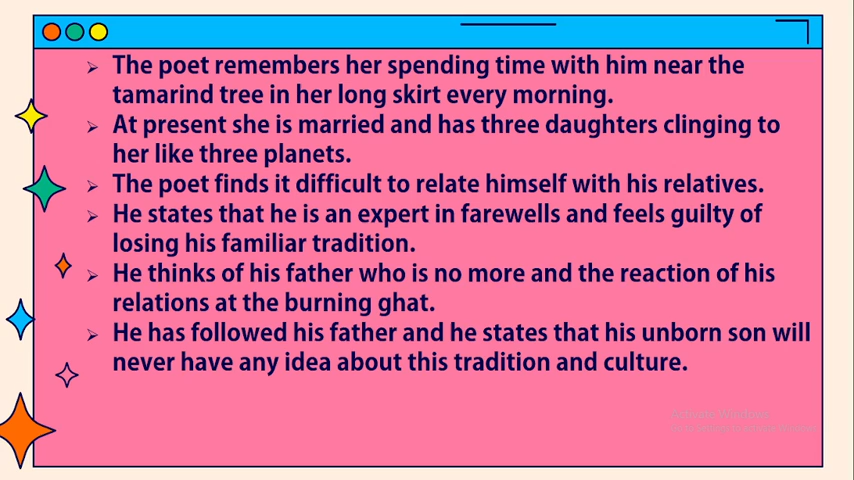 ➢ The poet remembers her spending time with him near the
tamarind tree in her long skirt every morning.
➢ At present she is married and has three daughters clinging to
her like three planets.
➢ The poet finds it difficult to relate himself with his relatives.
➢ He states that he is an expert in farewells and feels guilty of
losing his familiar tradition.
➢ He thinks of his father who is no more and the reaction of his
relations at the burning ghat.
➢ He has followed his father and he states that his unborn son will
never have any idea about this tradition and culture.
Activate Windows